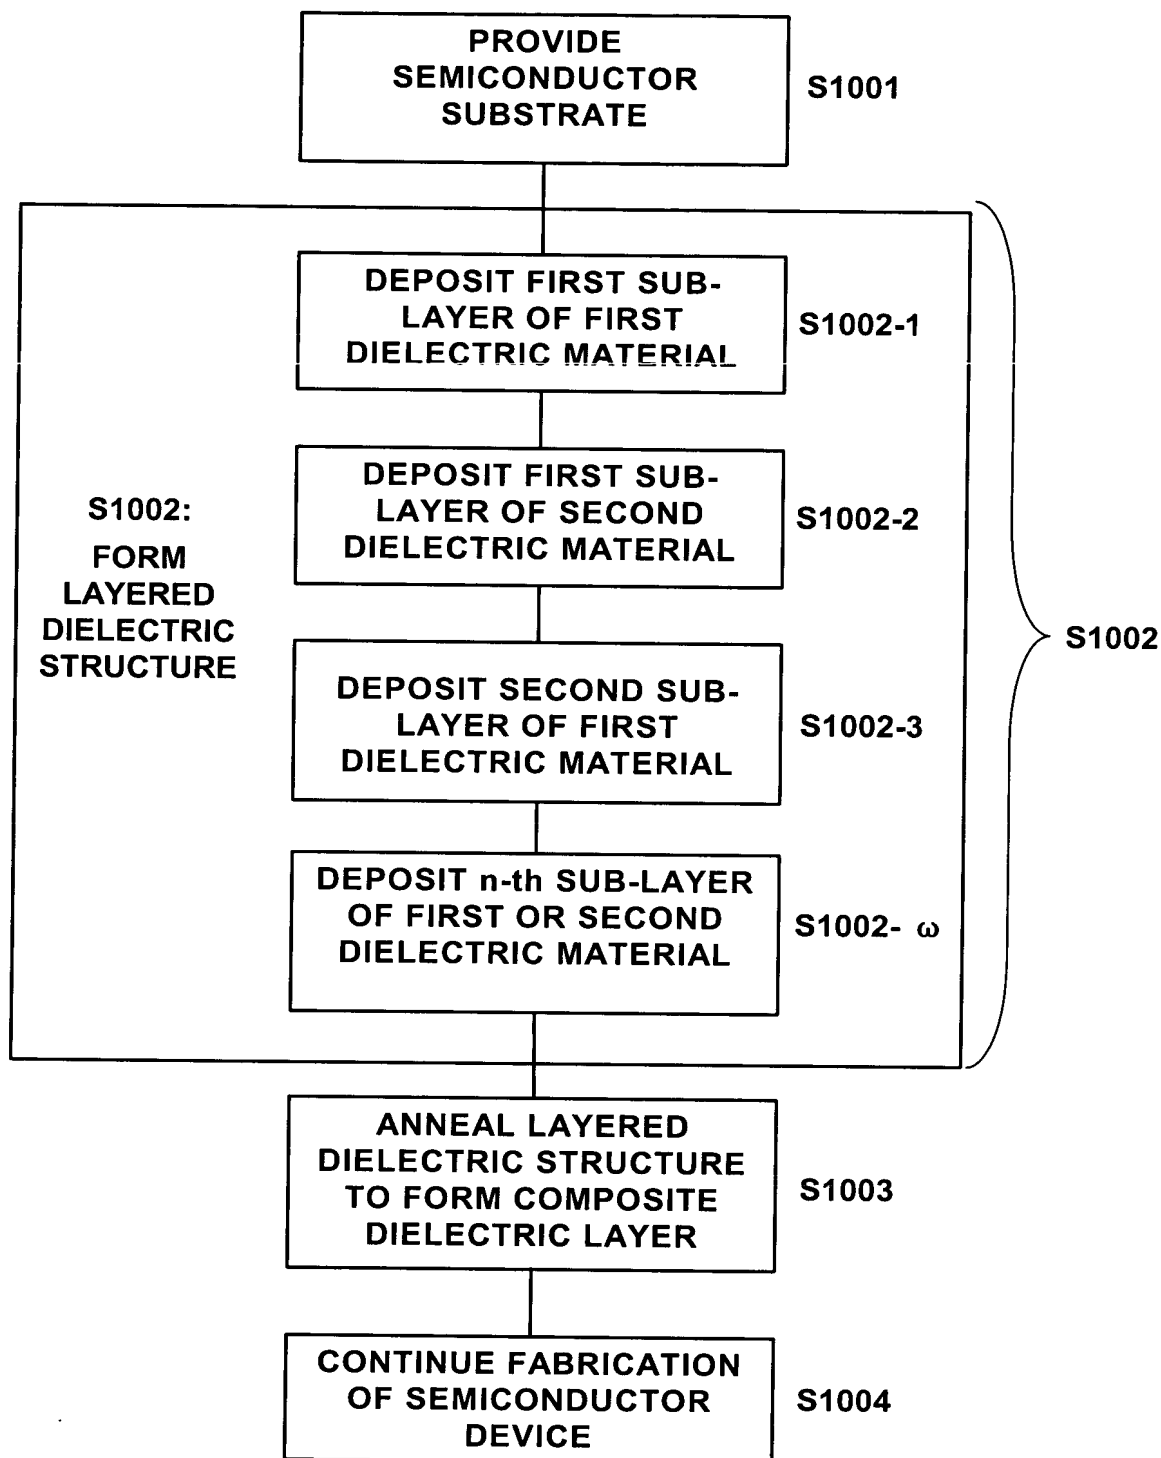 PROVIDE
SEMICONDUCTOR
SUBSTRATE
S1001
DEPOSIT FIRST SUB-
LAYER OF FIRST
DIELECTRIC MATERIAL
S1002-1
DEPOSIT FIRST SUB-
LAYER OF SECOND
DIELECTRIC MATERIAL
S1002-2
S1002:
FORM
LAYERED
DIELECTRIC
STRUCTURE
S1002
DEPOSIT SECOND SUB-
LAYER OF FIRST
DIELECTRIC MATERIAL
S1002-3
DEPOSIT n-th SUB-LAYER
OF FIRST OR SECOND
DIELECTRIC MATERIAL
S1002- ω
ANNEAL LAYERED
DIELECTRIC STRUCTURE
TO FORM COMPOSITE
DIELECTRIC LAYER
S1003
CONTINUE FABRICATION
OF SEMICONDUCTOR
DEVICE
S1004